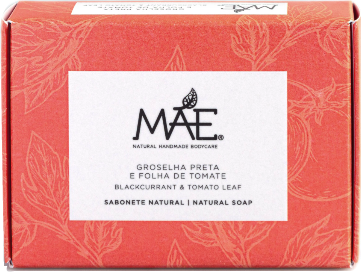 MÃE®
NATURAL HANDMADE BODYCARE
GROSELHA PRETA
E FOLHA DE TOMATE
BLACKCURRANT & TOMATO LEAF
SABONETE NATURAL | NATURAL SOAP